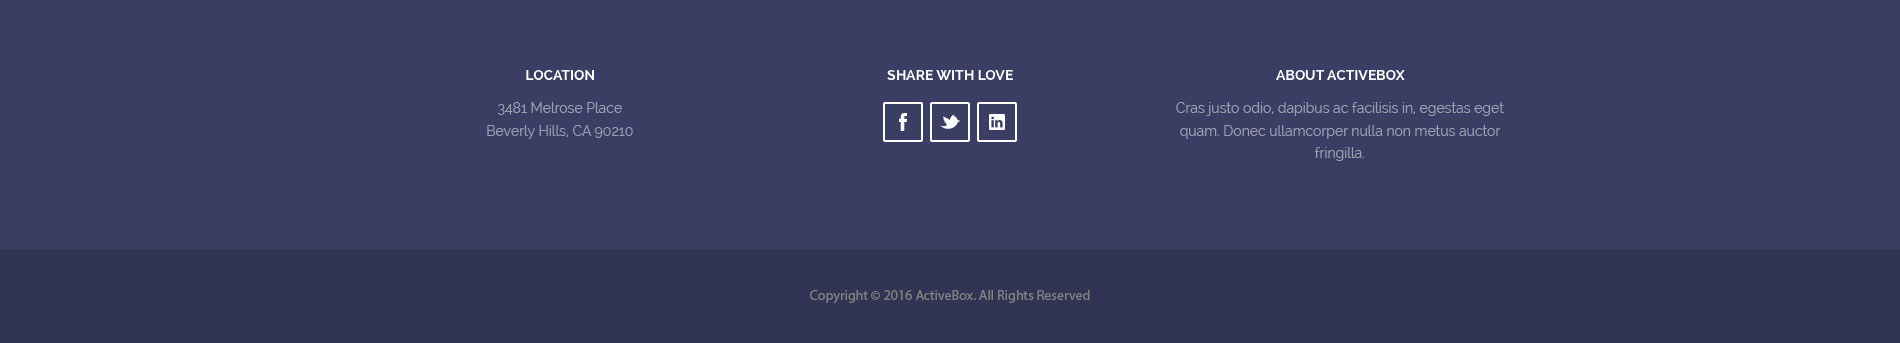 LOCATION
3481 Melrose Place
Beverly Hills, CA 90210
SHARE WITH LOVE
ABOUT ACTIVEBOX
Cras justo odio, dapibus ac facilisis in, egestas eget
quam. Donec ullamcorper nulla non metus auctor
fringilla.
Copyright © 2016 ActiveBox. All Rights Reserved